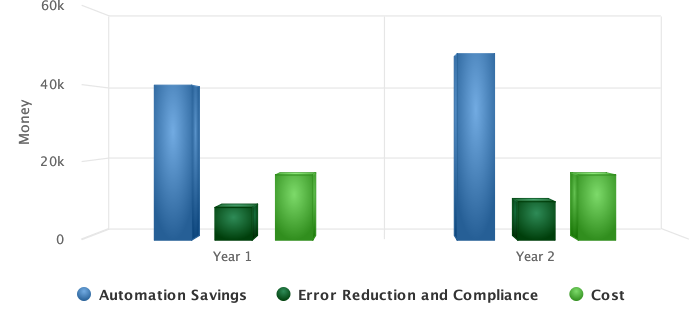 60k
40k
Money
20k
0
Year 1 Year 2
Automation Savings Error Reduction and Compliance Cost